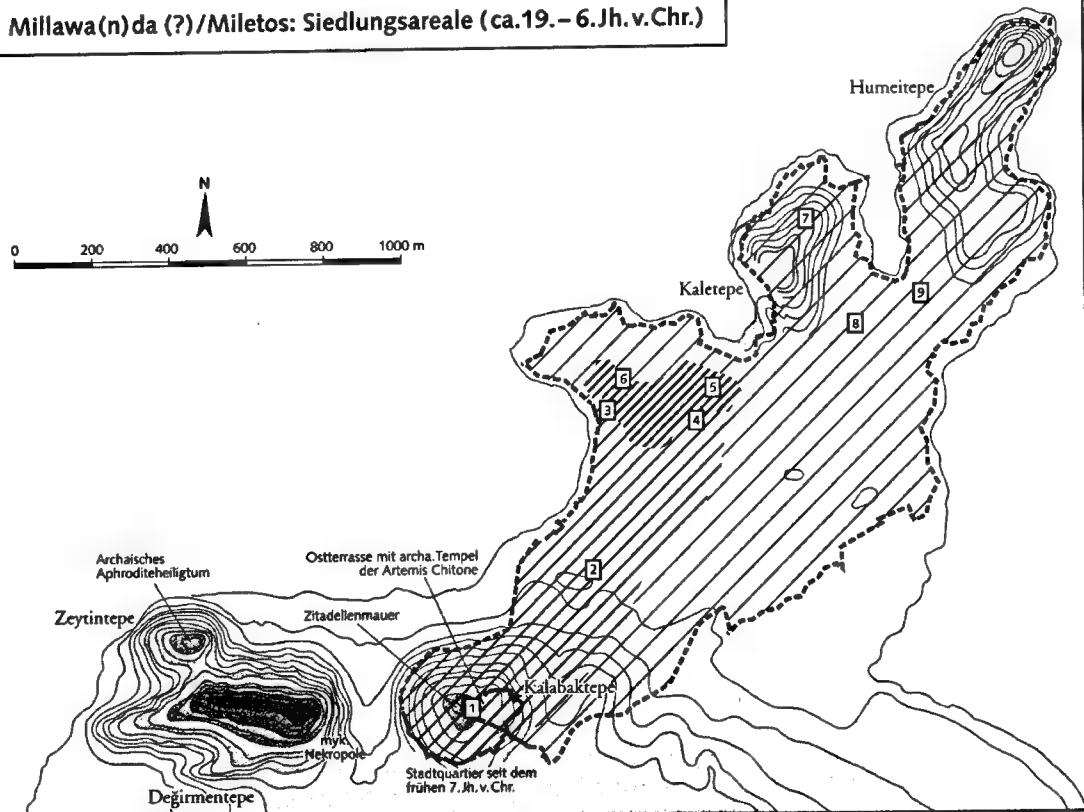 Millawa(n)da (?)/Miletos: Siedlungsareale (ca.19.–6.Jh.v.Chr.)
Humeitepe
N
0 200 400 600 800 1000 m
7
Kaletepe
9
8
6
5
3
4
Archaisches
Aphroditeheiligtum
Ostterrasse mit archa. Tempel
der Artemis Chitone
2
Zeytintepe
Zitadellenmauer
Kalabaktepe
1
myk.
Nekropole
Stadtquartier seit dem
frühen 7. Jh. v. Chr.
Değirmentepe